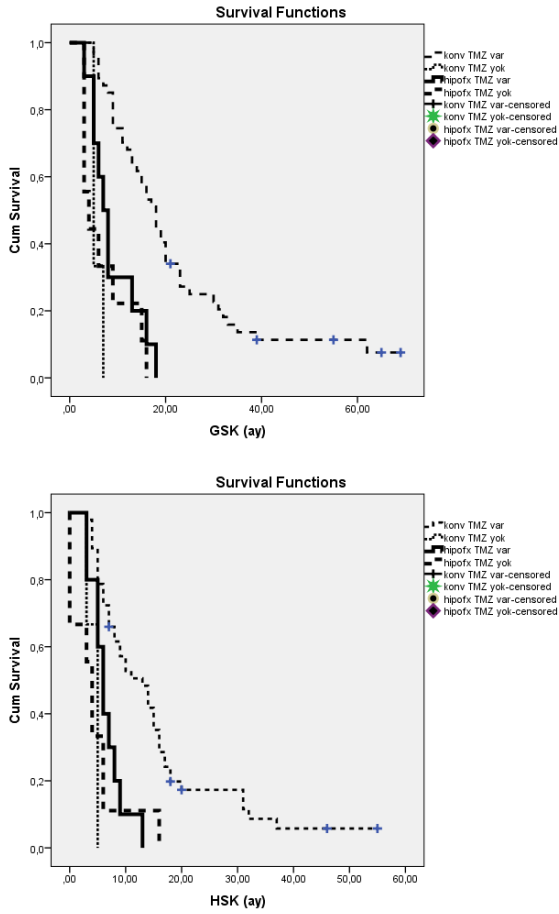 Survival Functions
1,0
0,8
0,6
0,4
0,2
0,0
Cum Survival
,00
20,00
40,00
60,00
GSK (ay)
konv TMZ var
konv TMZ yok
hipofx TMZ var
hipofx TMZ yok
konv TMZ var-censored
konv TMZ yok-censored
hipofx TMZ var-censored
hipofx TMZ yok-censored
Survival Functions
1,0
0,8
0,6
0,4
0,2
0,0
Cum Survival
,00
10,00
20,00
30,00
40,00
50,00
60,00
HSK (ay)
konv TMZ var
konv TMZ yok
hipofx TMZ var
hipofx TMZ yok
konv TMZ var-censored
konv TMZ yok-censored
hipofx TMZ var-censored
hipofx TMZ yok-censored